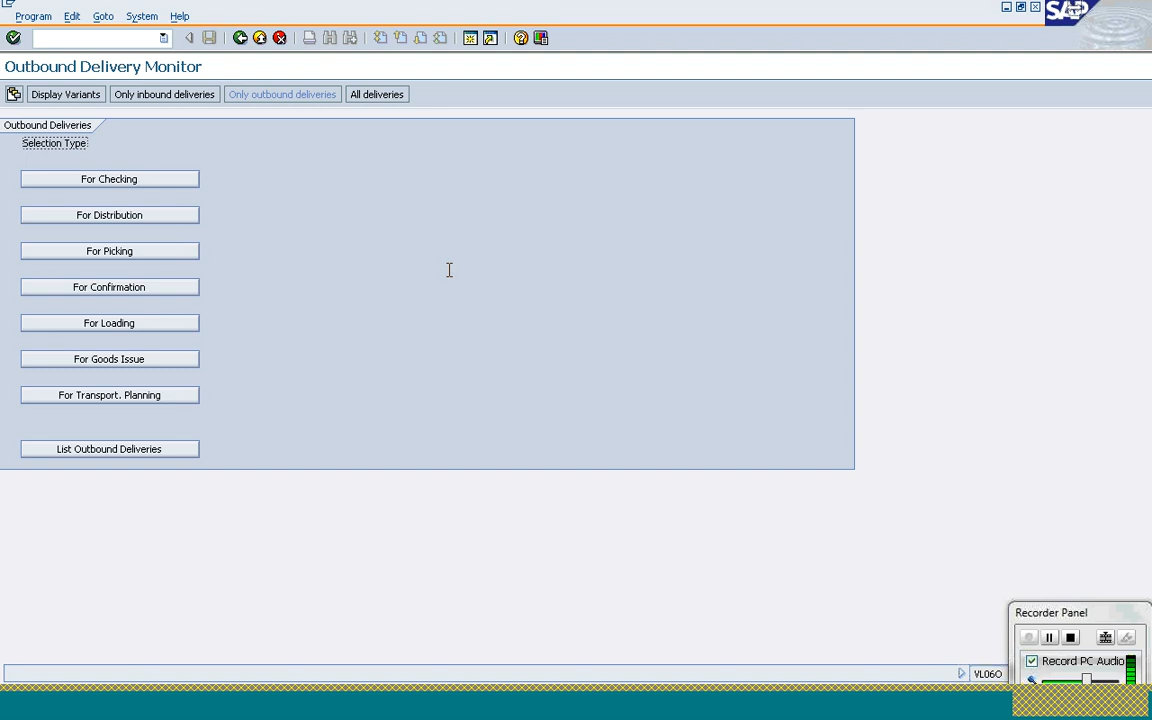 Program Edit Goto System Help
SAP
Outbound Delivery Monitor
Display Variants Only inbound deliveries Only outbound deliveries All deliveries
Outbound Deliveries
Selection Type
For Checking
For Distribution
For Picking
For Confirmation
For Loading
For Goods Issue
For Transport. Planning
List Outbound Deliveries
Recorder Panel
Record PC Audio
VL06O